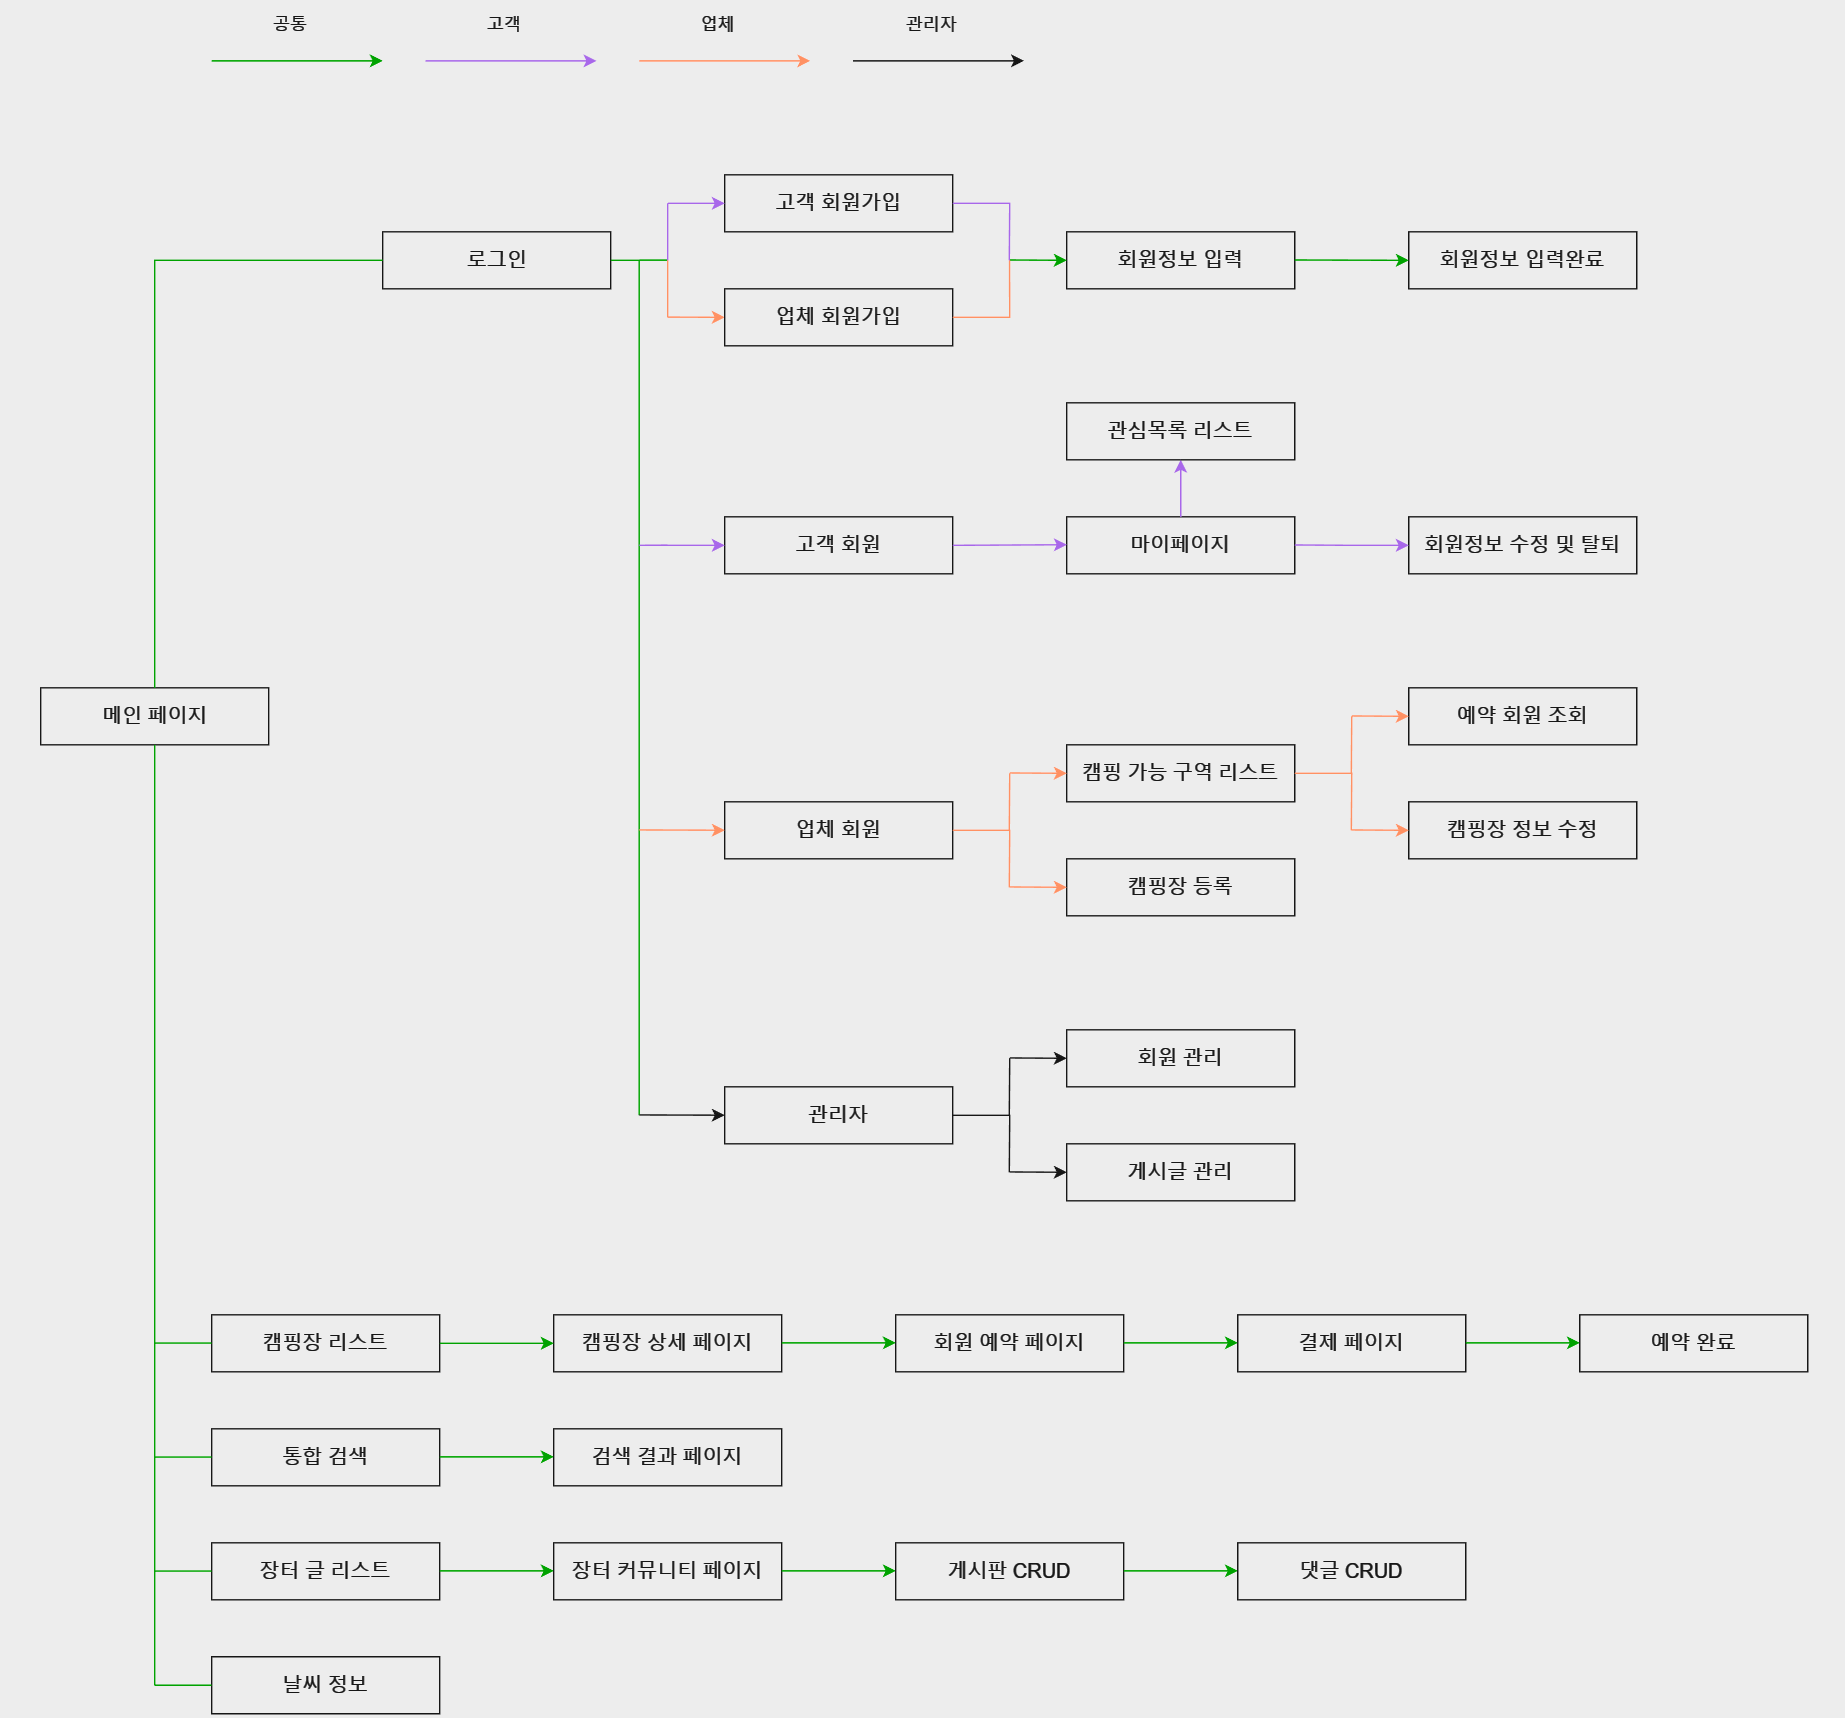 공통
고객
업체
관리자
고객 회원가입
로그인
회원정보 입력
회원정보 입력완료
업체 회원가입
관심목록 리스트
고객 회원
마이페이지
회원정보 수정 및 탈퇴
메인 페이지
예약 회원 조회
캠핑 가능 구역 리스트
업체 회원
캠핑장 정보 수정
캠핑장 등록
회원 관리
관리자
게시글 관리
캠핑장 리스트
캠핑장 상세 페이지
회원 예약 페이지
결제 페이지
예약 완료
통합 검색
검색 결과 페이지
장터 글 리스트
장터 커뮤니티 페이지
게시판 CRUD
댓글 CRUD
날씨 정보